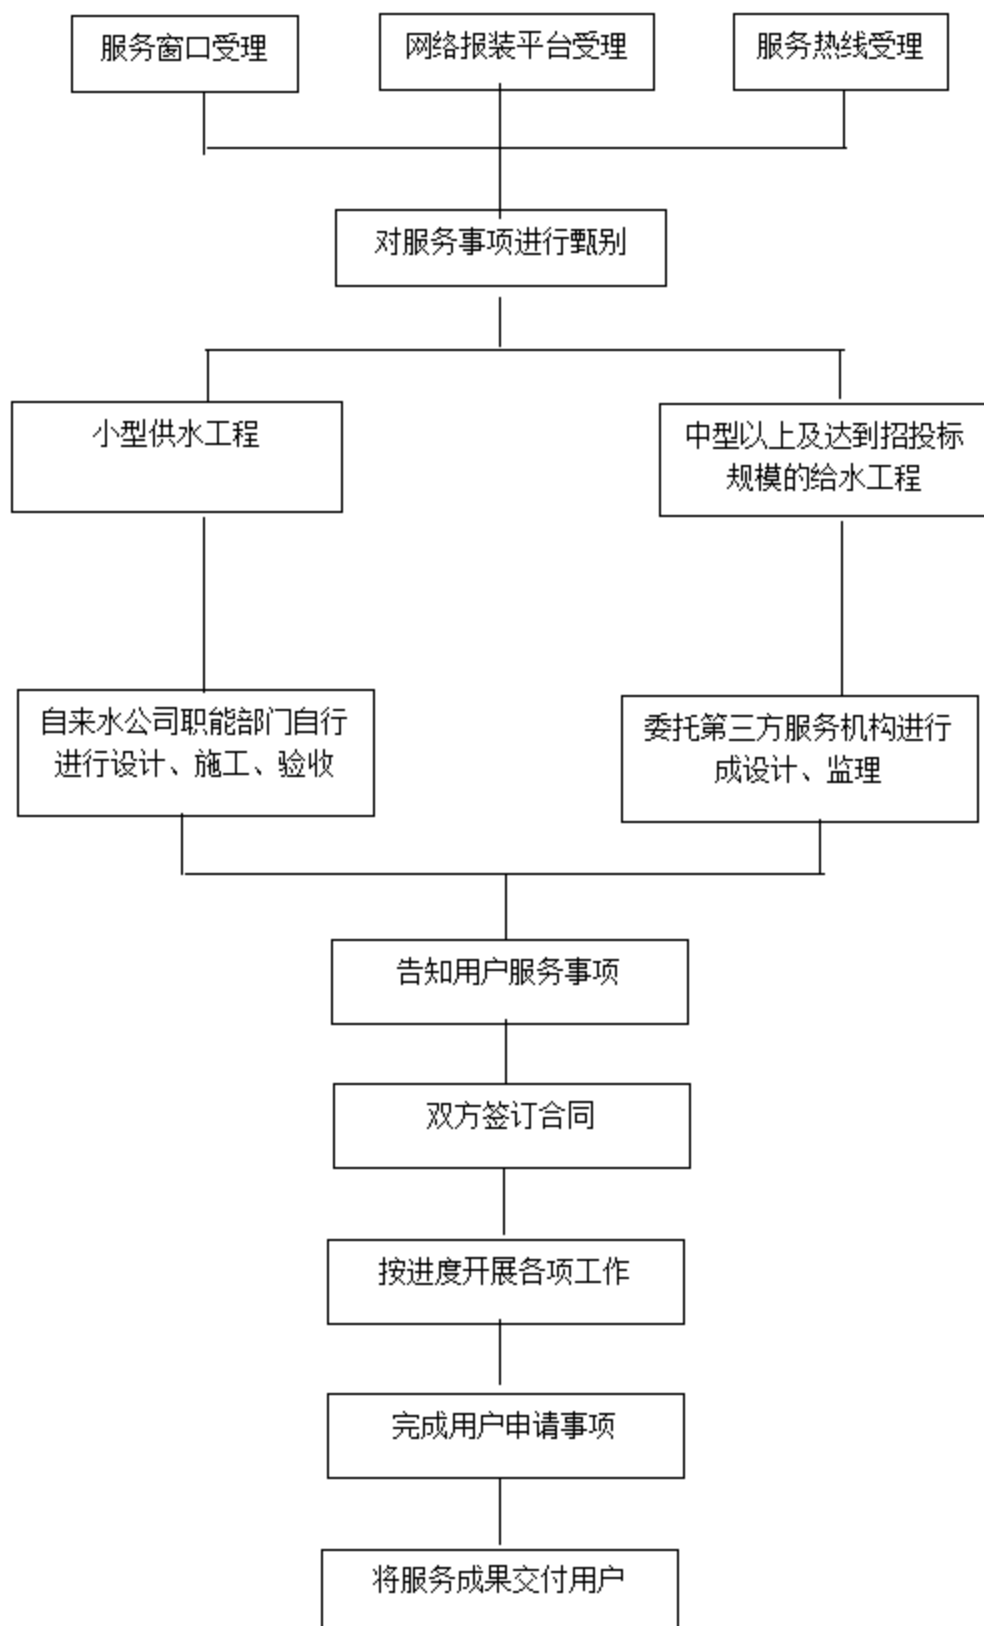 服务窗口受理
网络报装平台受理
服务热线受理
对服务事项进行甄别
小型供水工程
中型以上及达到招投标
规模的给水工程
自来水公司职能部门自行
进行设计、施工、验收
委托第三方服务机构进行
成设计、监理
告知用户服务事项
双方签订合同
按进度开展各项工作
完成用户申请事项
将服务成果交付用户